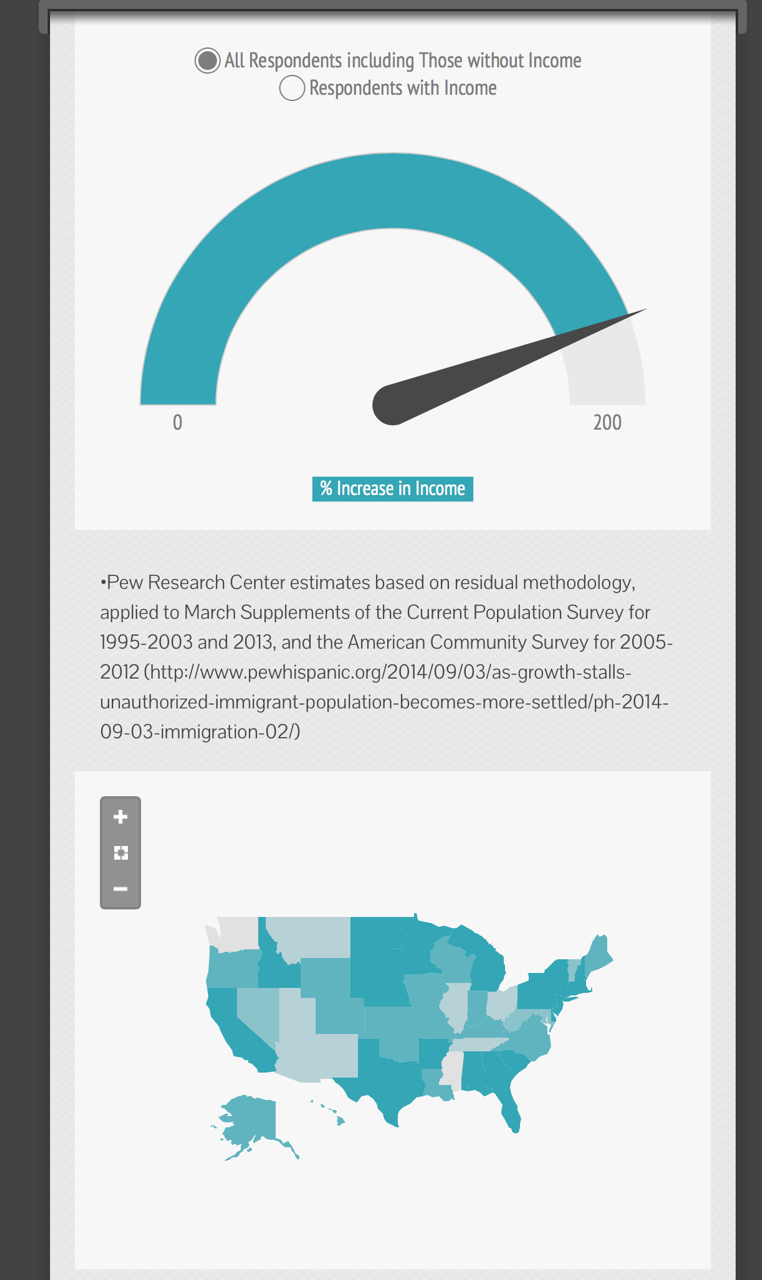 All Respondents including Those without Income
Respondents with Income
0
200
% Increase in Income
•Pew Research Center estimates based on residual methodology,
applied to March Supplements of the Current Population Survey for
1995-2003 and 2013, and the American Community Survey for 2005-
2012 (http://www.pewhispanic.org/2014/09/03/as-growth-stalls-
unauthorized-immigrant-population-becomes-more-settled/ph-2014-
09-03-immigration-02/)